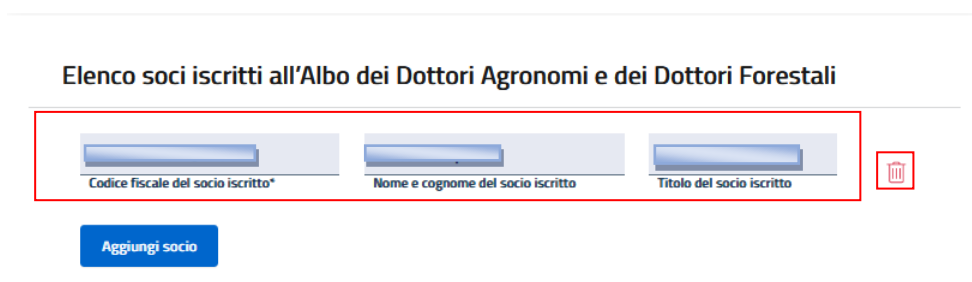 Elenco soci iscritti all'Albo dei Dottori Agronomi e dei Dottori Forestali
Codice fiscale del socio iscritto* Nome e cognome del socio iscritto Titolo del socio iscritto
Aggiungi socio